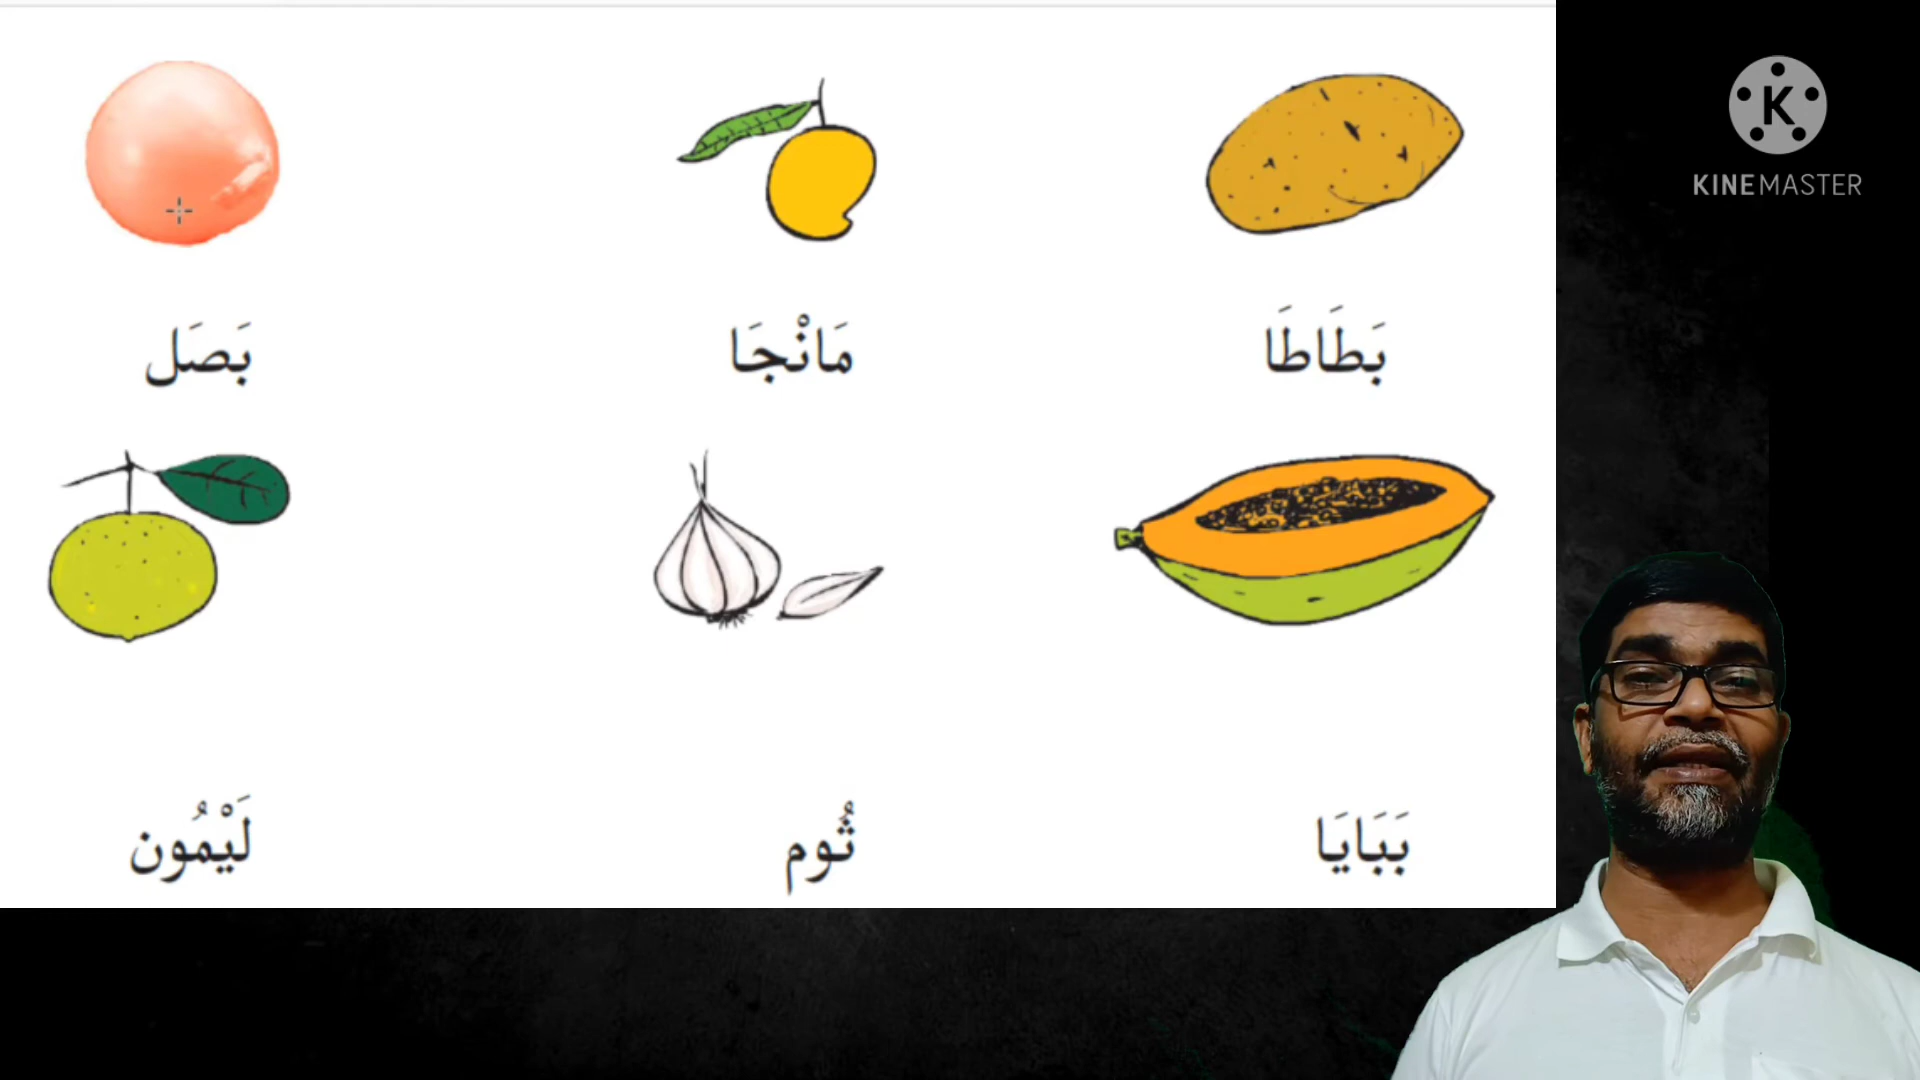 بَطَاطَا
مَانْجَا
بَصَل
بَبَايَا
ثُوم
لَيْمُون
K
KINEMASTER